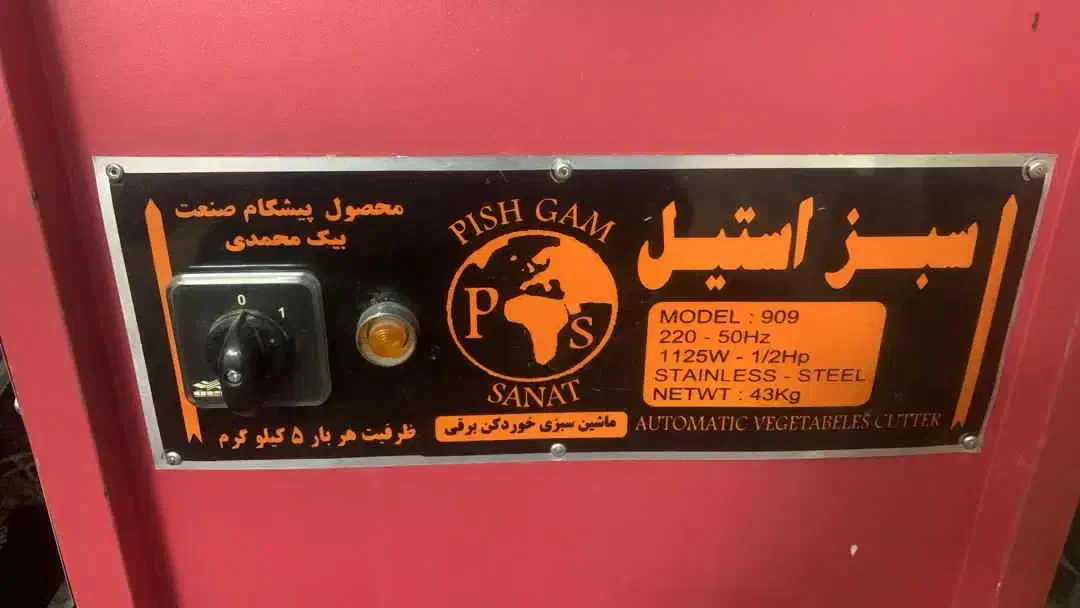 سبز استیل
MODEL : 909
220 - 50Hz
1125W - 1/2Hp
STAINLESS - STEEL
NETWT : 43Kg
AUTOMATIC VEGETABELES CUTTER
PISH GAM
P S
SANAT
ماشین سبزی خوردکن برقی
محصول پیشگام صنعت
بیک محمدی
0 1
ظرفیت هر بار ۵ کیلو گرم